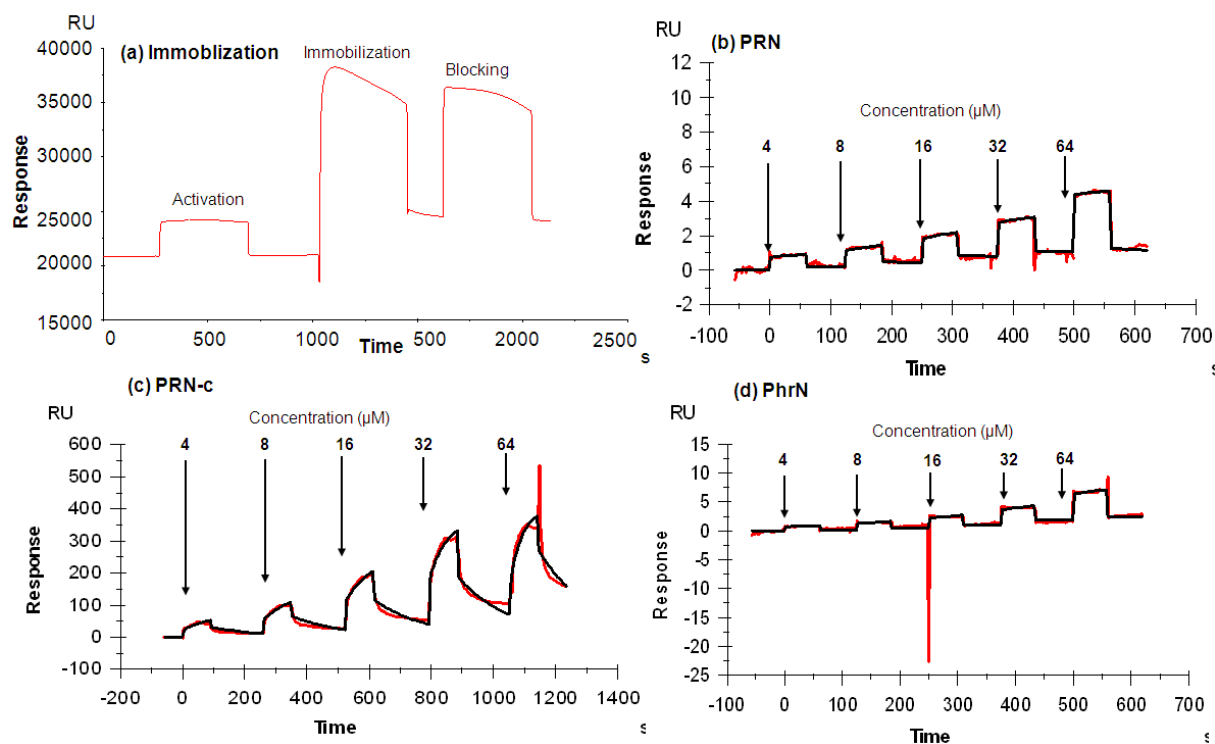 RU
(a) Immoblization
40000
35000
30000
25000
20000
15000
Response
Activation
Immobilization
Blocking
0 500 1000 500 2000 2500
Time
s
RU
(b) PRN
12
10
8
6
4
2
0
-2
Response
Concentration (µM)
4 8 16 32 64
-100 0 100 200 300 400 500 600 700
Time
s
(c) PRN-c
RU
600
500
400
300
200
100
0
-100
Response
Concentration (µM)
4 8 16 32 64
-200 0 200 400 600 800 1000 1200 1400
Time
s
(d) PhrN
RU
15
10
5
0
-5
-10
-15
-20
-25
Response
Concentration (µM)
4 8 16 32 64
-100 0 100 200 300 400 500 600 700
Time
s